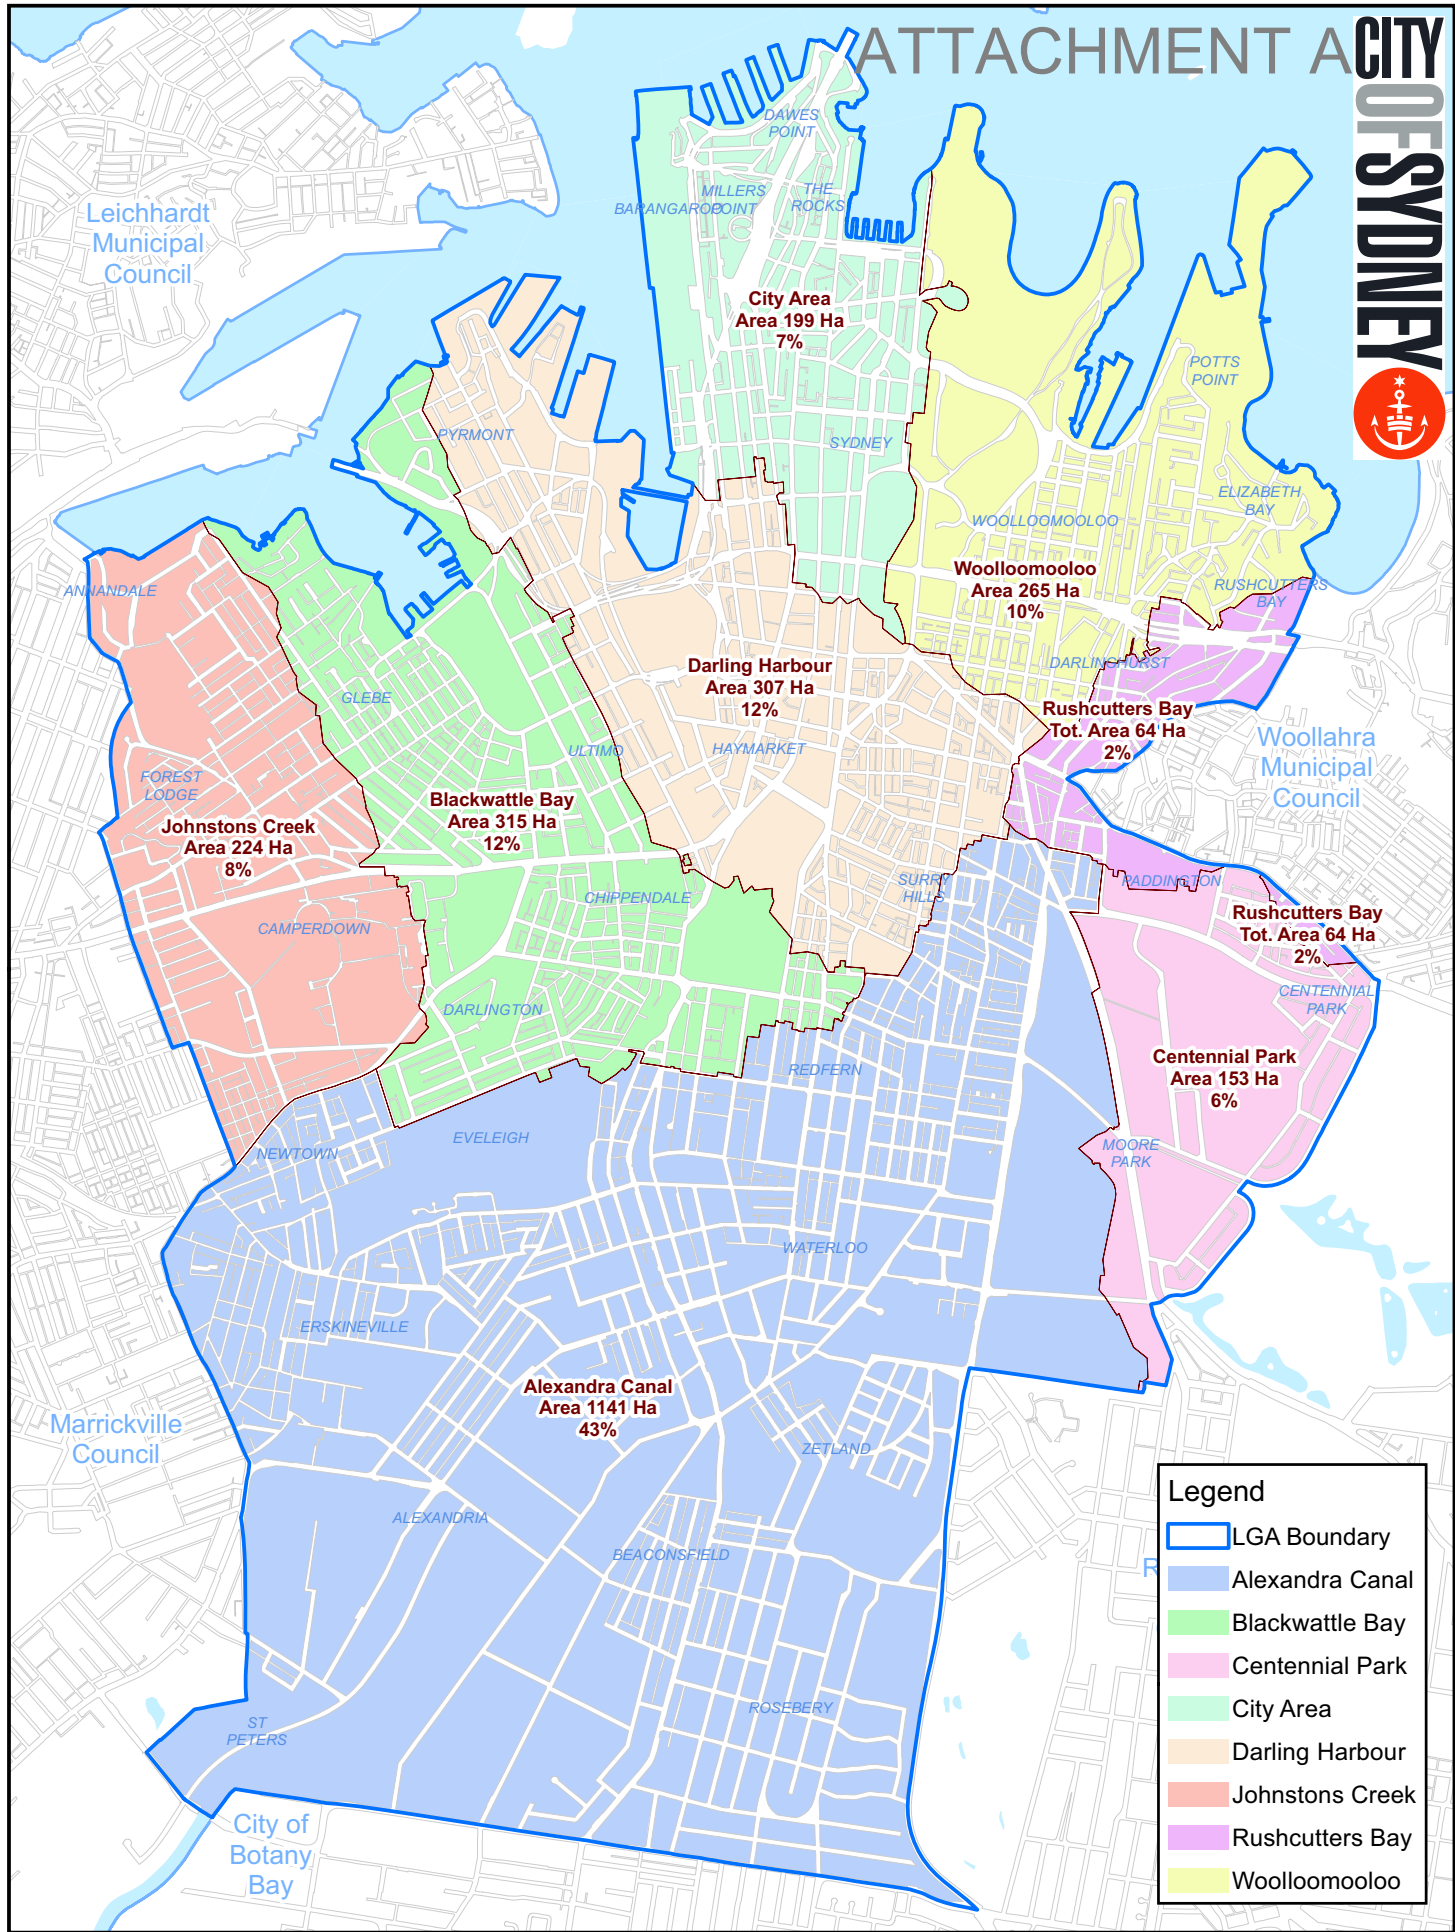 ATTACHMENT A
CITY
OF
SYDNEY
DAWES
POINT
Leichhardt
Municipal
Council
MILLERS
POINT
THE
ROCKS
BARANGAROO
City Area
Area 199 Ha
7%
POTTS
POINT
PYRMONT
SYDNEY
ELIZABETH
BAY
WOOLLOOMOOLOO
Woolloomooloo
Area 265 Ha
10%
ANNANDALE
RUSHCUTTERS
BAY
DARLINGHURST
Darling Harbour
Area 307 Ha
12%
GLEBE
Rushcutters Bay
Tot. Area 64 Ha
2%
ULTIMO
HAYMARKET
Woollahra
Municipal
Council
FOREST
LODGE
Blackwattle Bay
Area 315 Ha
12%
Johnstons Creek
Area 224 Ha
8%
SURRY
HILLS
PADDINGTON
CHIPPENDALE
Rushcutters Bay
Tot. Area 64 Ha
2%
CAMPERDOWN
CENTENNIAL
PARK
DARLINGTON
Centennial Park
Area 153 Ha
6%
REDFERN
EVELEIGH
NEWTOWN
MOORE
PARK
WATERLOO
ERSKINEVILLE
Alexandra Canal
Area 1141 Ha
43%
Marrickville
Council
ZETLAND
ALEXANDRIA
BEACONSFIELD
ROSEBERY
ST
PETERS
City of
Botany
Bay
R
Legend
LGA Boundary
Alexandra Canal
Blackwattle Bay
Centennial Park
City Area
Darling Harbour
Johnstons Creek
Rushcutters Bay
Woolloomooloo